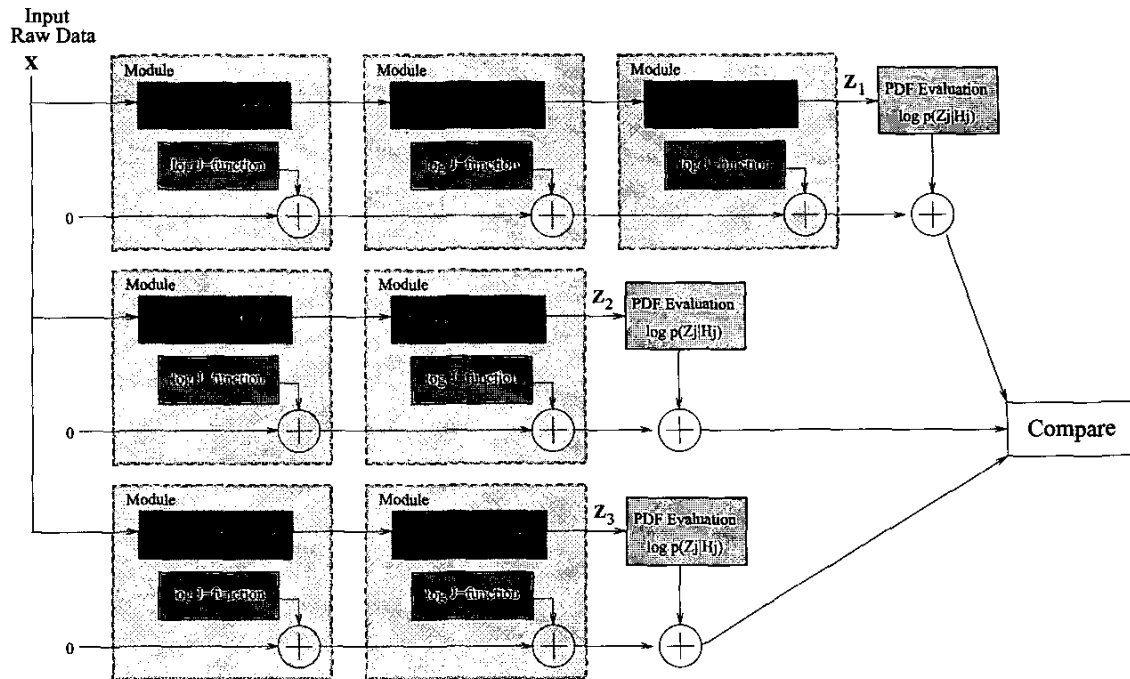 Input
Raw Data
X
Module
Module
Module
Z1
PDF Evaluation
log p(Zj|Hj)
log J-function
log J-function
log J-function
0
Module
Module
Z2
PDF Evaluation
log p(Zj|Hj)
log J-function
log J-function
0
Compare
Module
Module
Z3
PDF Evaluation
log p(Zj|Hj)
log J-function
log J-function
0